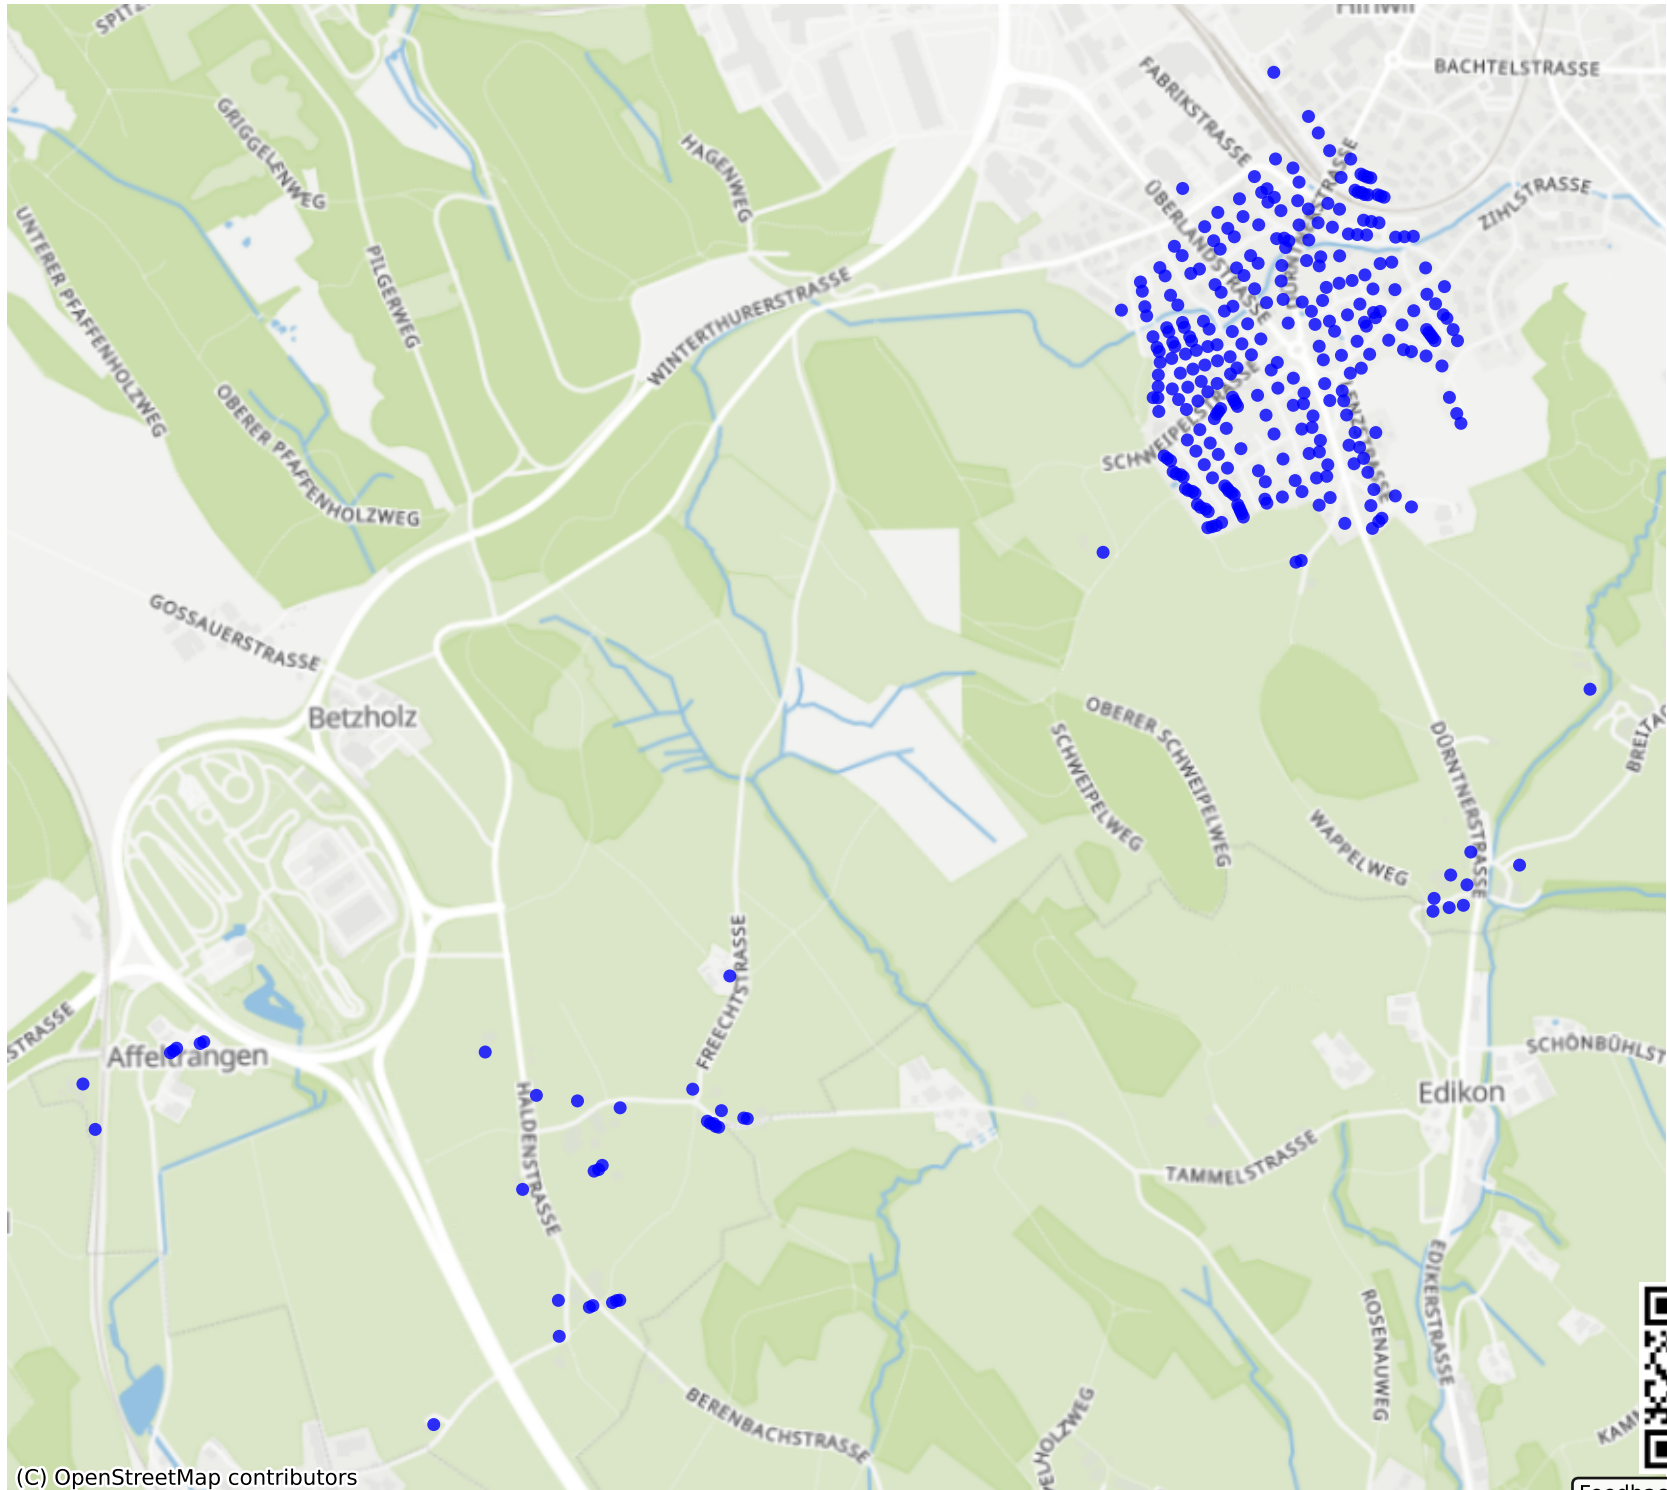 BACHTELSTRASSE
FABRIKSTRASSE
GRIGGELENWEG
HAGENWEG
ZIHLSTRASSE
UNTERER PFAFFENHOLZWEG
PILGERWEG
ÜBERLANDSTRASSE
WINTERTHURERSTRASSE
OBERER PFAFFENHOLZWEG
SCHWEIPELSTRASSE
GOSSAUERSTRASSE
Betzholz
OBERER SCHWEIPELWEG
SCHWEIPELWEG
DÜRNTNERSTRASSE
WAPPELWEG
FREECHTSTRASSE
STRASSE
Affeltrangen
SCHÖNBÜHLST
Edikon
HALDENSTRASSE
TAMMELSTRASSE
EDIKERSTRASSE
ROSENAUWEG
BERENBACHSTRASSE
(C) OpenStreetMap contributors